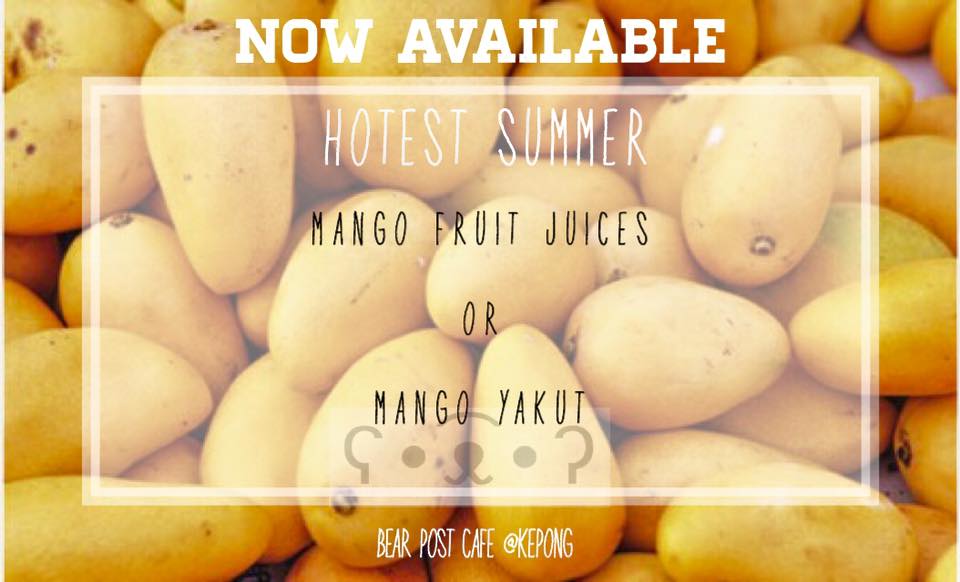 NOW AVAILABLE
HOTEST SUMMER
MANGO FRUIT JUICES
OR
MANGO YAKUT
BEAR POST CAFE @KEPONG